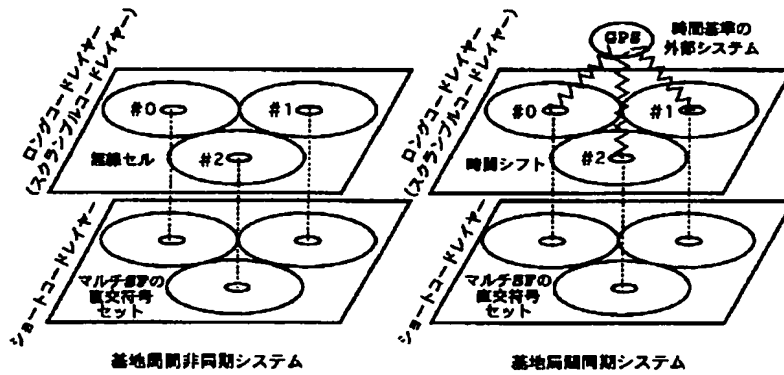 ロングコードレイヤー
(スクランブルコードレイヤー)
#0
#1
#2
無線セル
ショートコードレイヤー
マルチSFの
直交符号
セット
基地局間非同期システム
GPS
時間基準の
外部システム
ロングコードレイヤー
(スクランブルコードレイヤー)
#0
#1
#2
時間シフト
ショートコードレイヤー
マルチSFの
直交符号
セット
基地局間同期システム